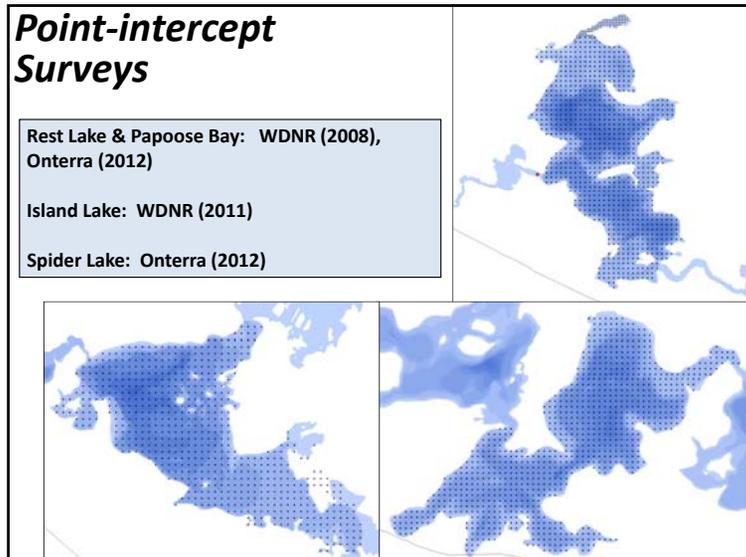 Point-intercept
Surveys
Rest Lake & Papoose Bay: WDNR (2008),
Onterra (2012)
Island Lake: WDNR (2011)
Spider Lake: Onterra (2012)